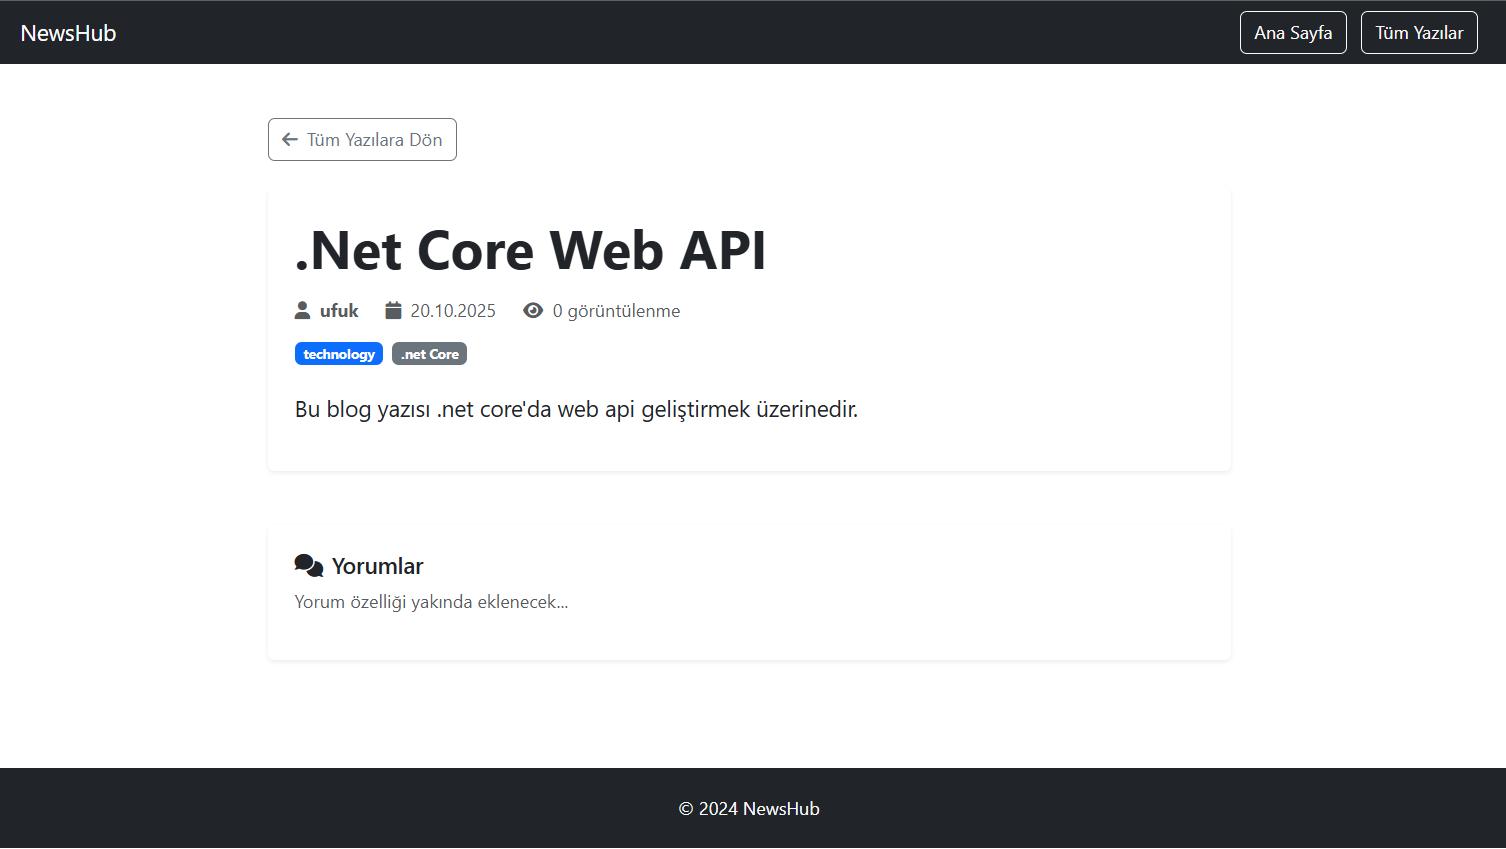 NewsHub
Ana Sayfa
Tüm Yazılar
Tüm Yazılara Dön
.Net Core Web API
ufuk 20.10.2025 0 görüntülenme
technology .net Core
Bu blog yazısı .net core'da web api geliştirmek üzerinedir.
Yorumlar
Yorum özelliği yakında eklenecek...
© 2024 NewsHub